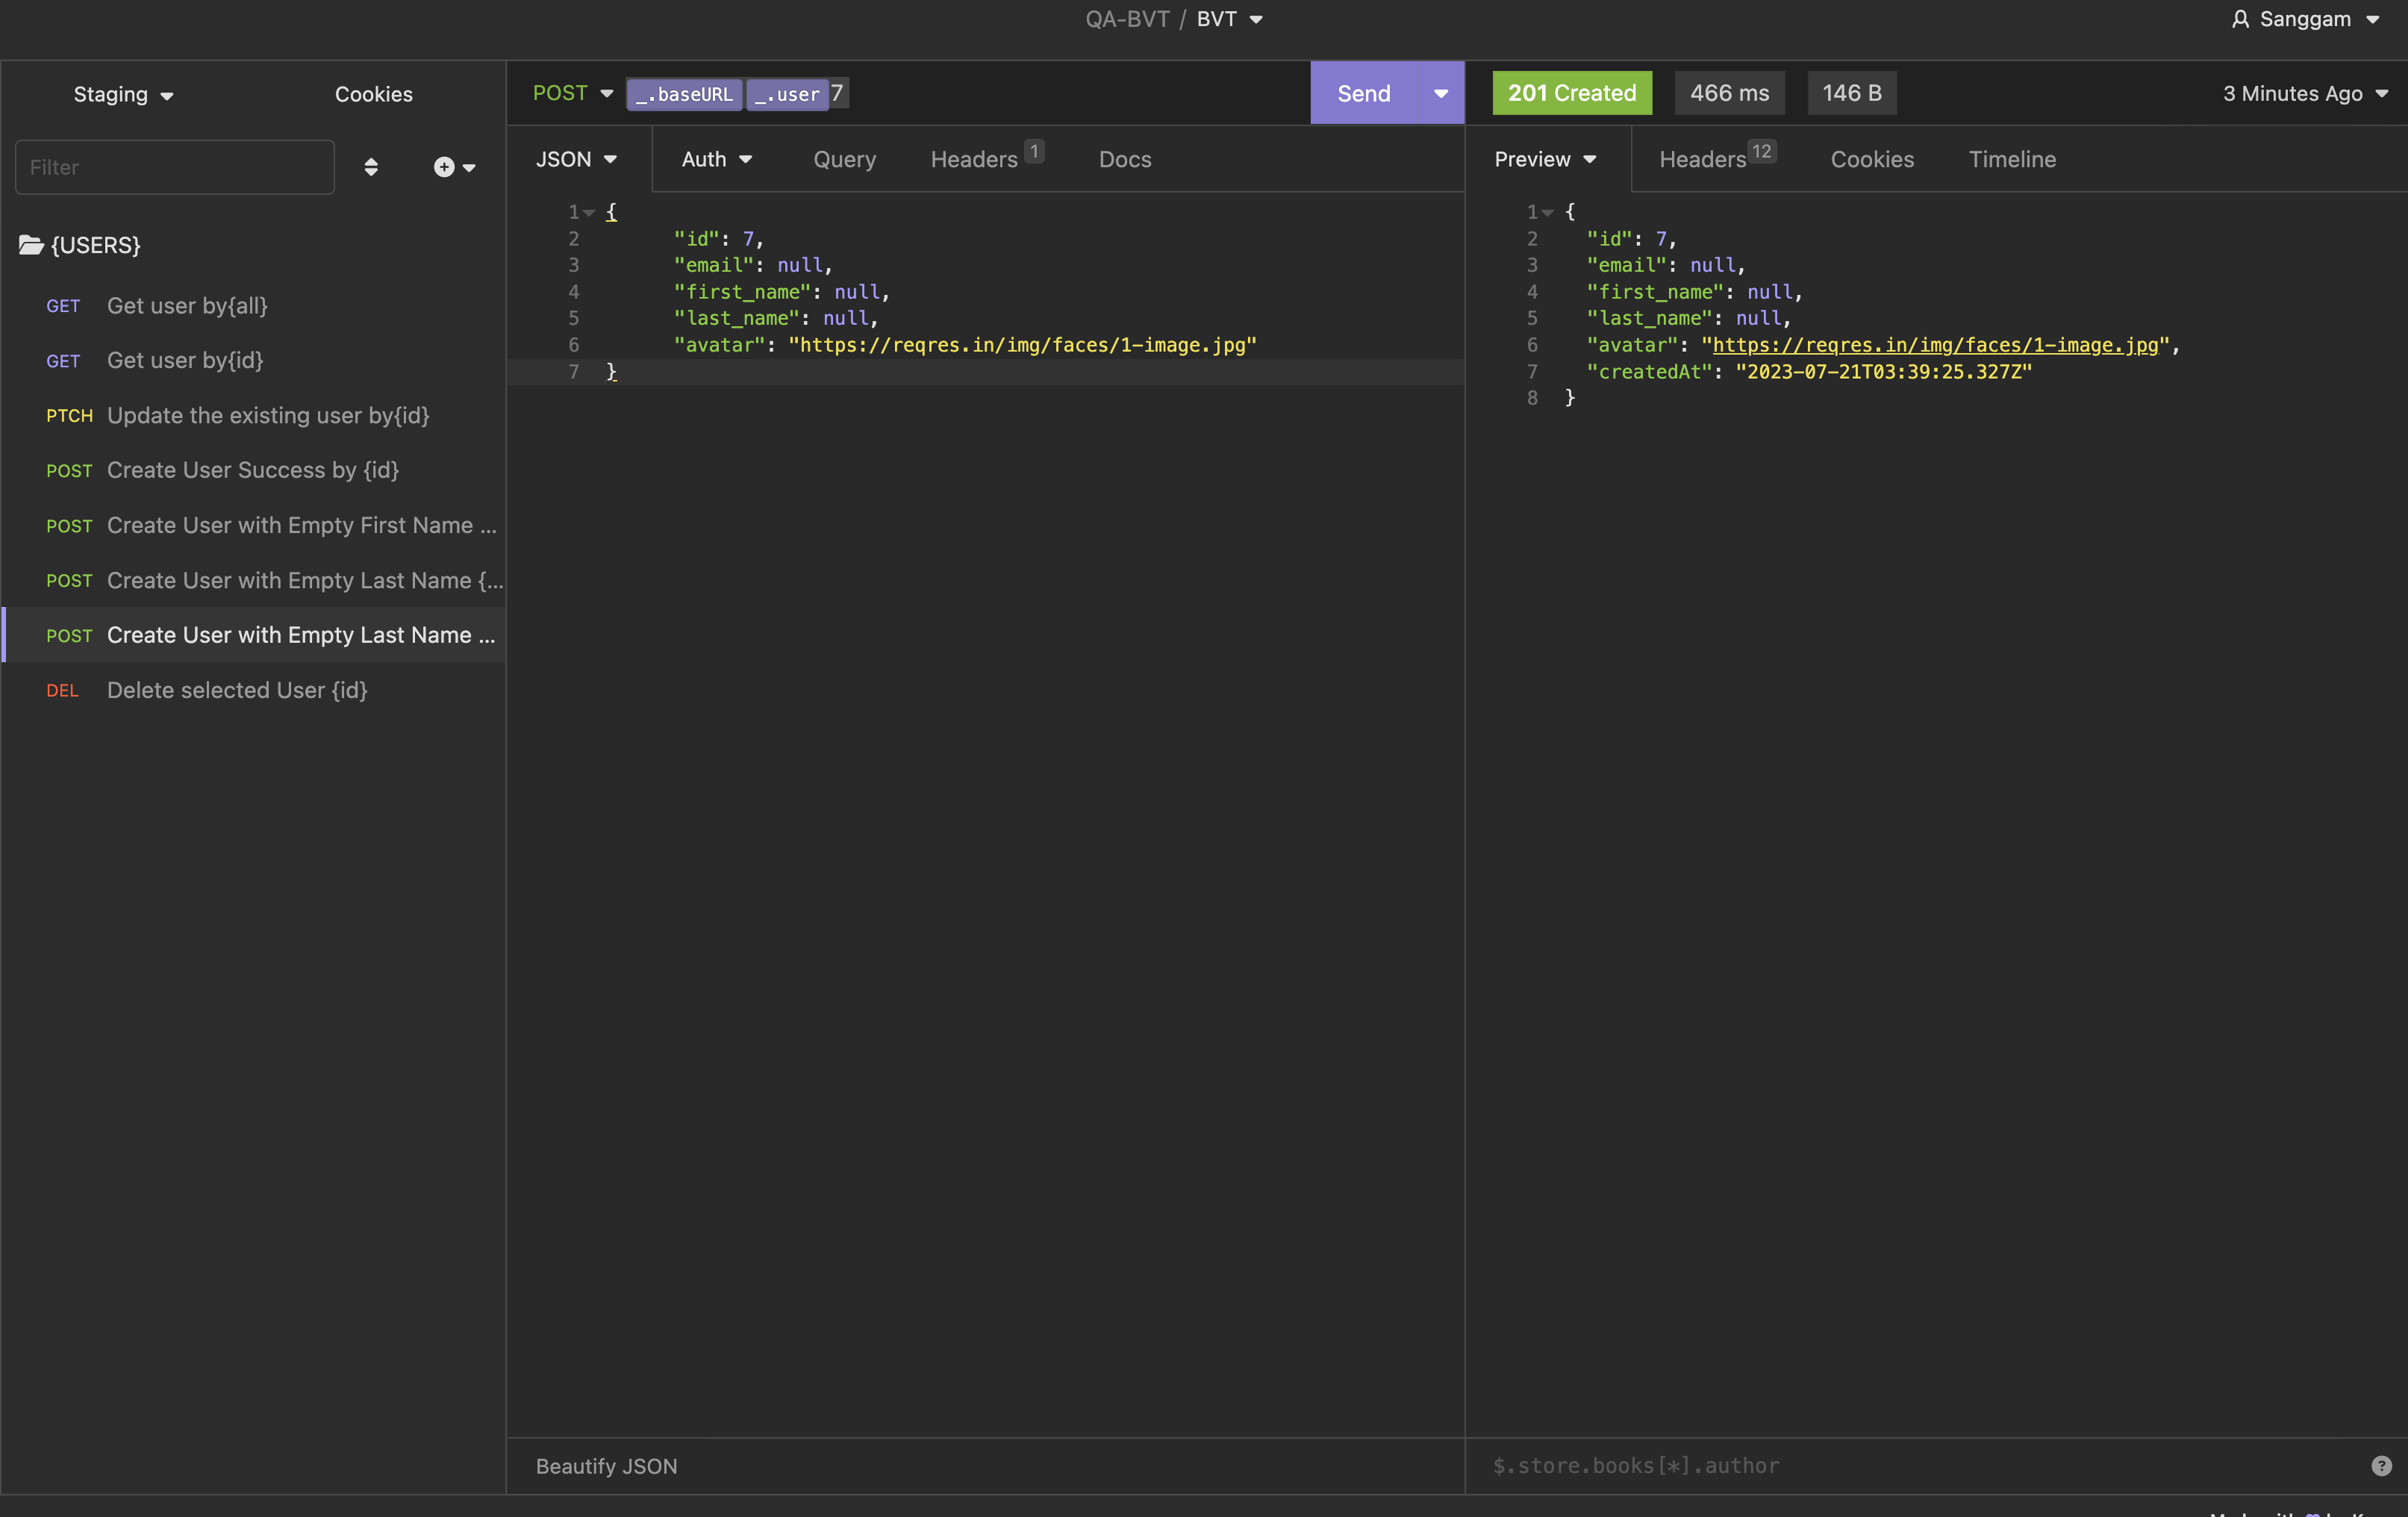 QA-BVT / BVT
Sanggam
Staging
Cookies
Filter
{USERS}
GET Get user by{all}
GET Get user by{id}
PTCH Update the existing user by{id}
POST Create User Success by {id}
POST Create User with Empty First Name ...
POST Create User with Empty Last Name {...
POST Create User with Empty Last Name ...
DEL Delete selected User {id}
POST _.baseURL _.user 7
Send
JSON Auth Query Headers 1 Docs
1 {
2 "id": 7,
3 "email": null,
4 "first_name": null,
5 "last_name": null,
6 "avatar": "https://reqres.in/img/faces/1-image.jpg"
7 }
Beautify JSON
201 Created 466 ms 146 B 3 Minutes Ago
Preview Headers 12 Cookies Timeline
1 {
2 "id": 7,
3 "email": null,
4 "first_name": null,
5 "last_name": null,
6 "avatar": "https://reqres.in/img/faces/1-image.jpg",
7 "createdAt": "2023-07-21T03:39:25.327Z"
8 }
$.store.books[*].author